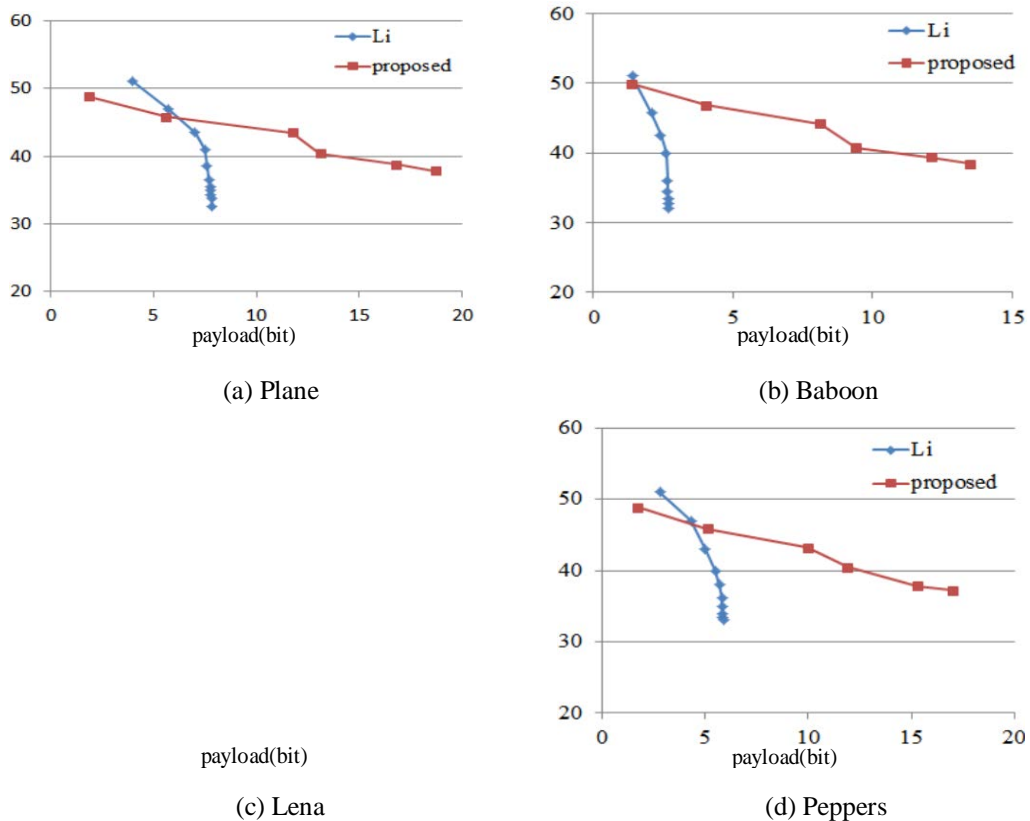 60
50
40
30
20
0 5 10 15 20
Li
proposed
payload(bit)
(a) Plane
60
50
40
30
20
0 5 10 15
Li
proposed
payload(bit)
(b) Baboon
payload(bit)
(c) Lena
60
50
40
30
20
0 5 10 15 20
Li
proposed
payload(bit)
(d) Peppers